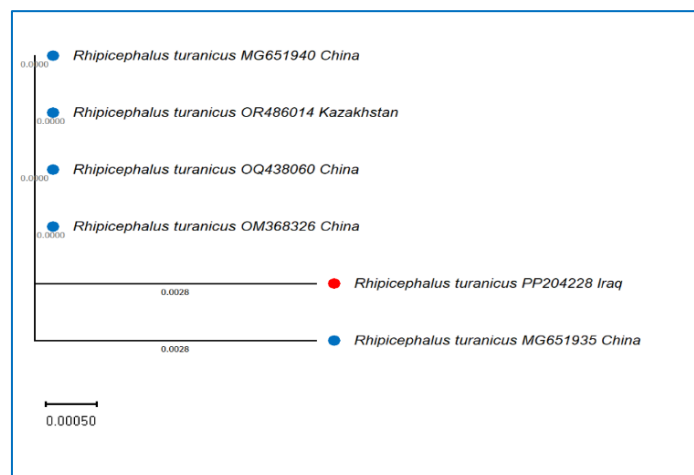 Rhipicephalus turanicus MG651940 China
0.0000
Rhipicephalus turanicus OR486014 Kazakhstan
0.0000
Rhipicephalus turanicus OQ438060 China
0.0000
Rhipicephalus turanicus OM368326 China
0.0000
Rhipicephalus turanicus PP204228 Iraq
0.0028
Rhipicephalus turanicus MG651935 China
0.0028
0.00050